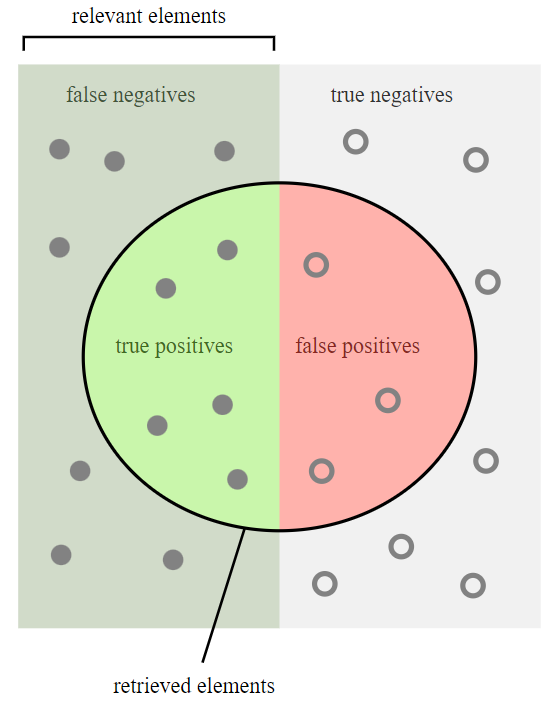 relevant elements
false negatives
true negatives
true positives
false positives
retrieved elements